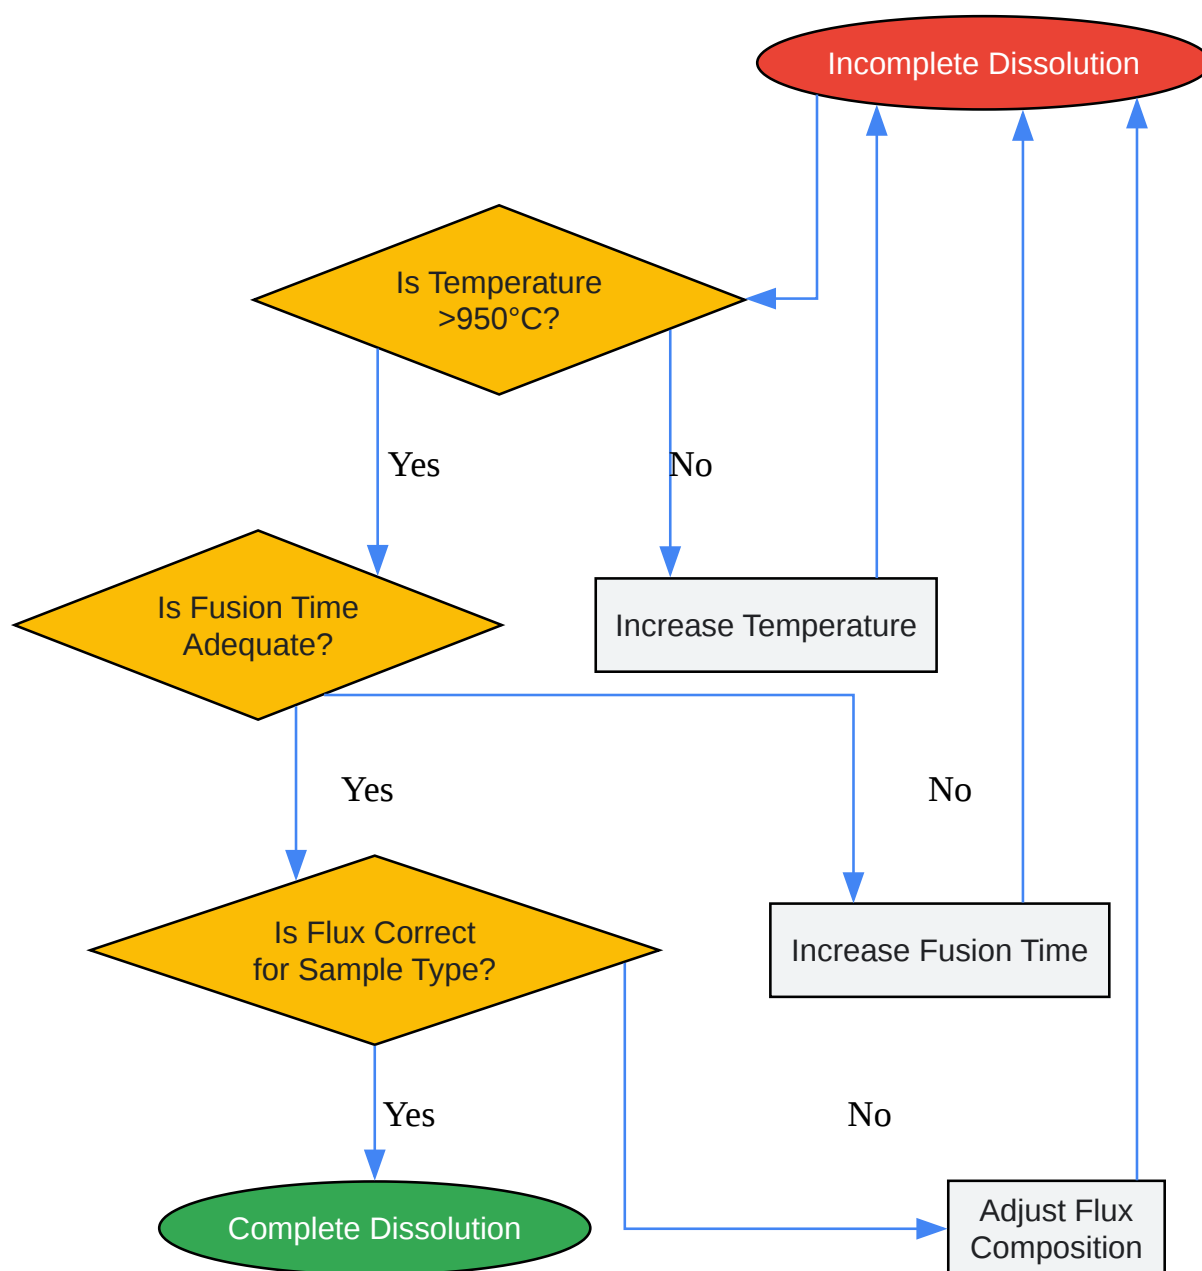 Incomplete Dissolution
Is Temperature
>950°C?
Yes
No
Is Fusion Time
Adequate?
Increase Temperature
Yes
No
Is Flux Correct
for Sample Type?
Increase Fusion Time
Yes
No
Complete Dissolution
Adjust Flux
Composition